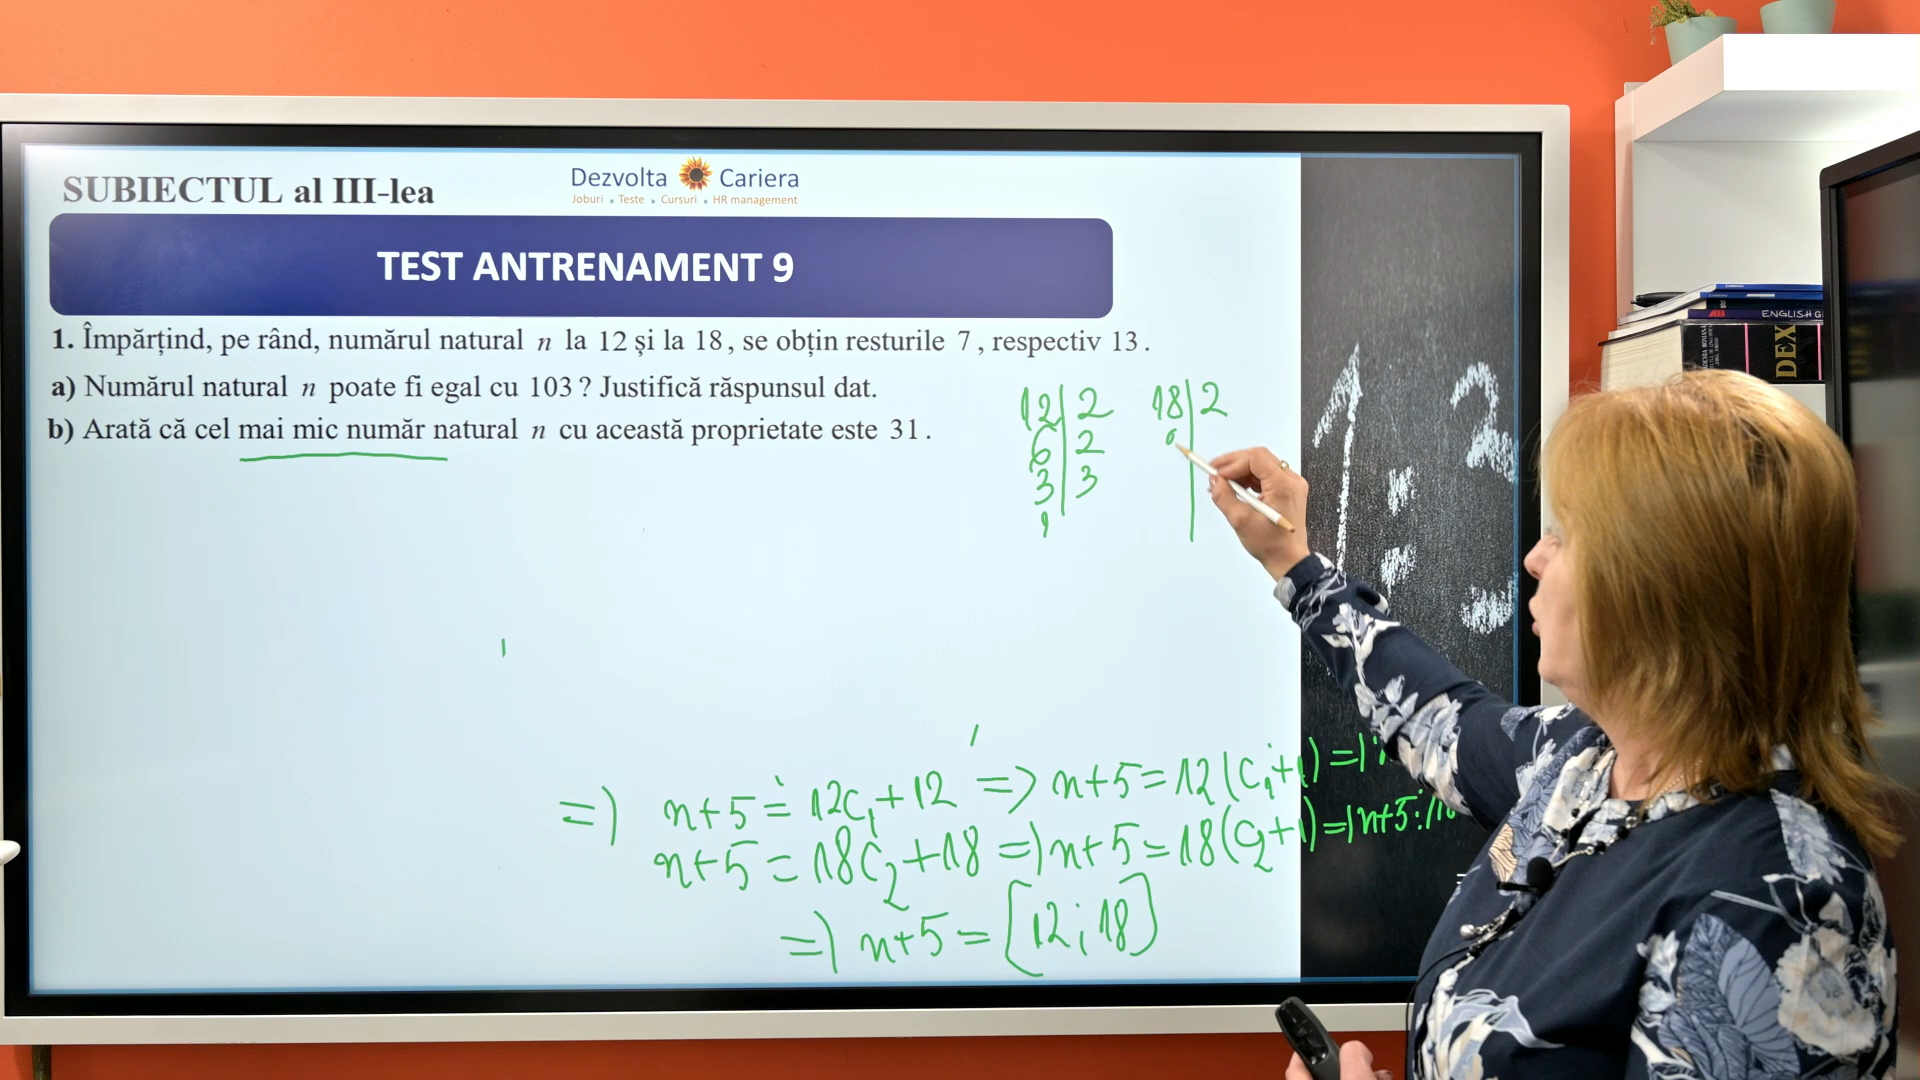 SUBIECTUL al III-lea
Dezvolta Cariera
Joburi . Teste . Cursuri . HR management
TEST ANTRENAMENT 9
1. Împărțind, pe rând, numărul natural n la 12 și la 18, se obțin resturile 7, respectiv 13.
a) Numărul natural n poate fi egal cu 103? Justifică răspunsul dat.
b) Arată că cel mai mic număr natural n cu această proprietate este 31.
12 | 2 18 | 2
6 | 2
3 | 3
1
=> n+5 = 12c₁+12 => n+5 = 12(c₁+1) =>
n+5 = 18c₂+18 => n+5 = 18(c₂+1) => n+5 ⋮
=> n+5 = [12; 18]
ENGLISH G
DEX
1 : 3